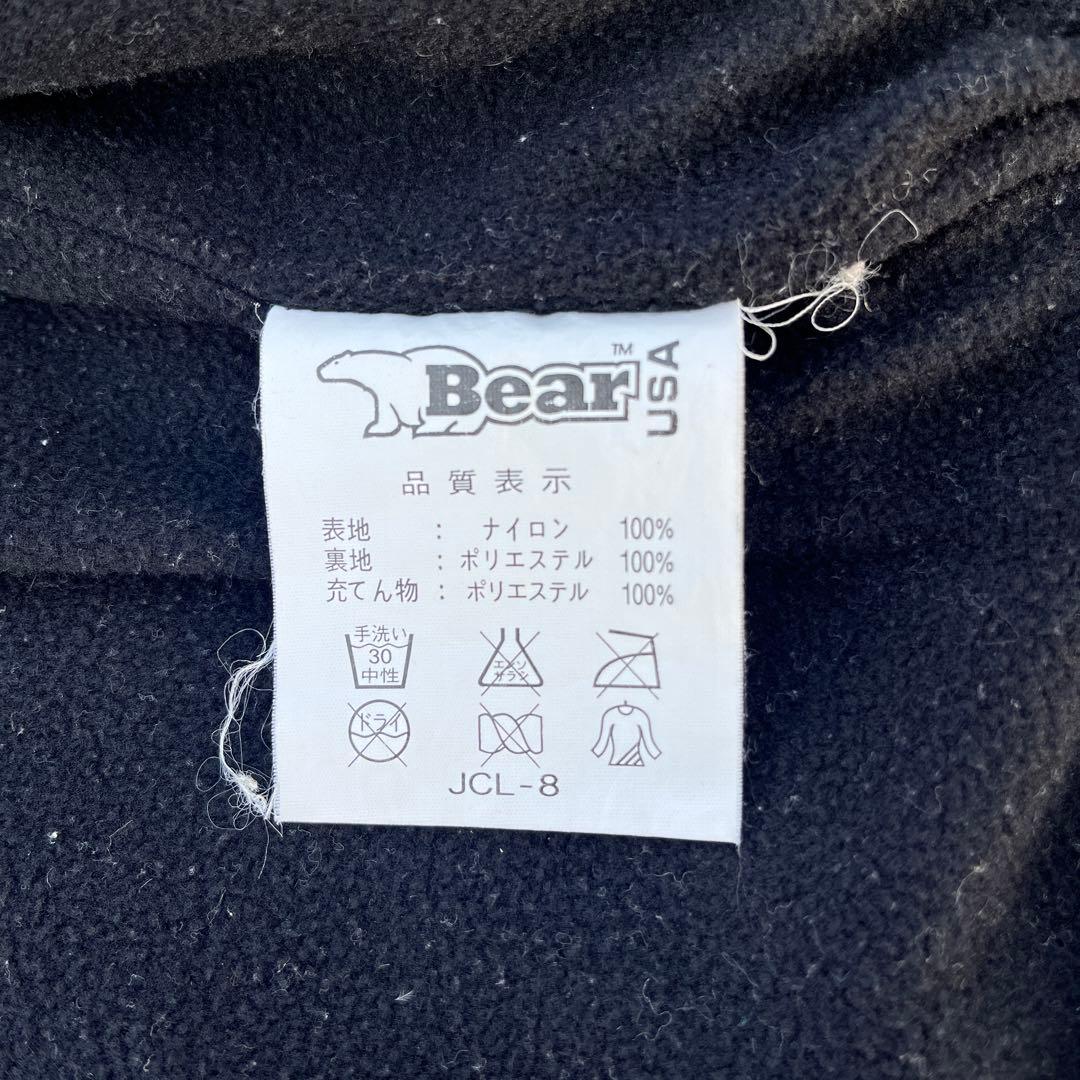 Bear™ USA
品質表示
表地 : ナイロン 100%
裏地 : ポリエステル 100%
充てん物 : ポリエステル 100%
手洗い
30
中性
エンソ
サラシ
ドライ
JCL-8